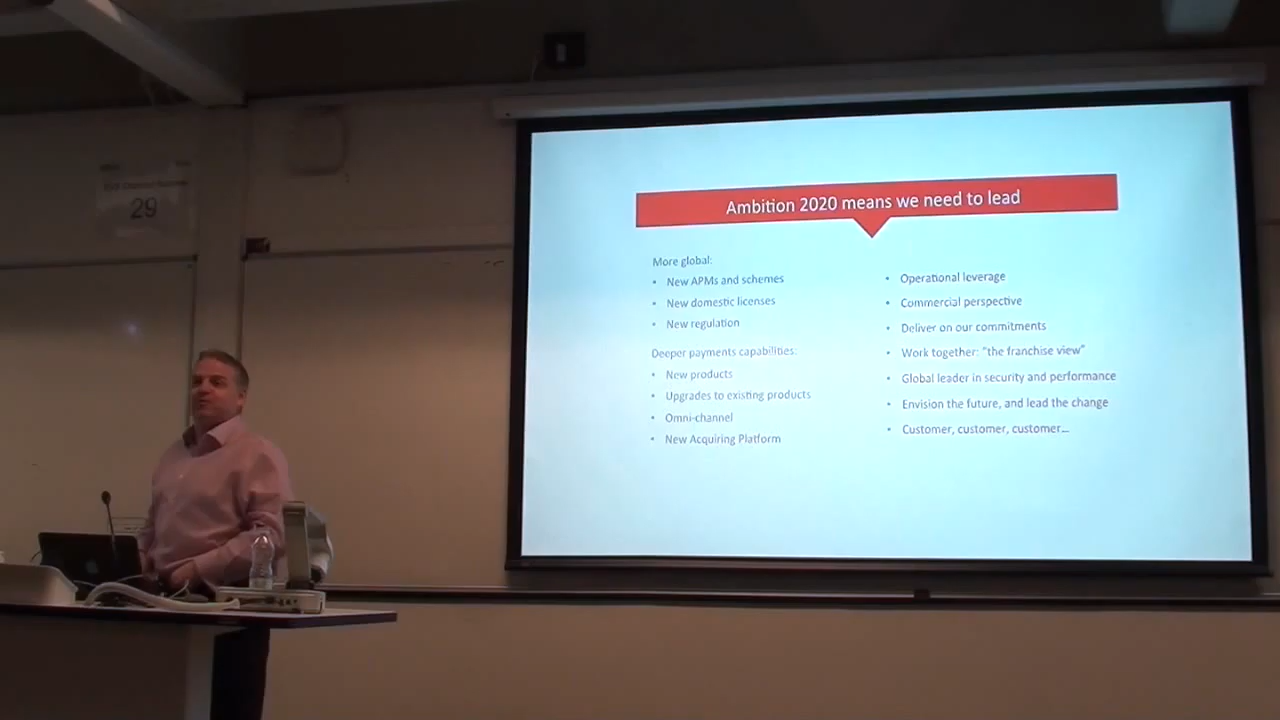 29
Ambition 2020 means we need to lead
More global:
• New APMs and schemes
• New domestic licenses
• New regulation
Deeper payments capabilities:
• New products
• Upgrades to existing products
• Omni-channel
• New Acquiring Platform
• Operational leverage
• Commercial perspective
• Deliver on our commitments
• Work together: "the franchise view"
• Global leader in security and performance
• Envision the future, and lead the change
• Customer, customer, customer...